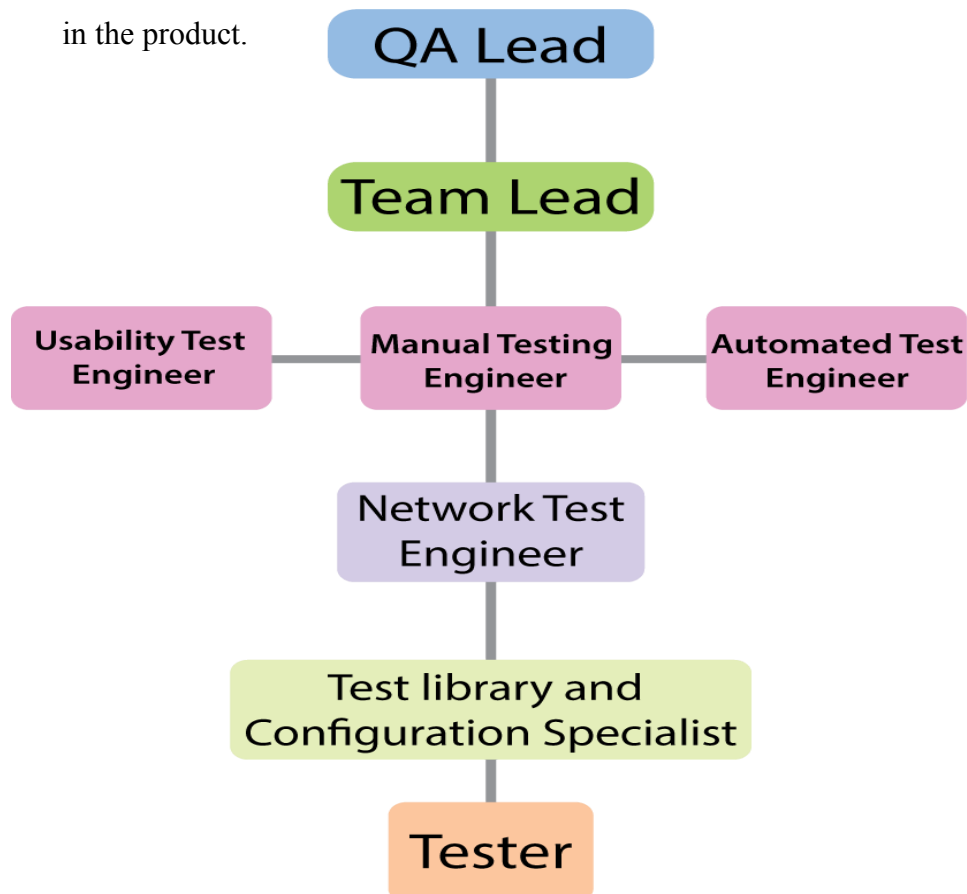 in the product.
QA Lead
Team Lead
Usability Test
Engineer
Manual Testing
Engineer
Automated Test
Engineer
Network Test
Engineer
Test library and
Configuration Specialist
Tester